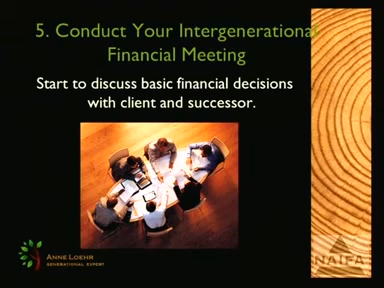 5. Conduct Your Intergenerational
Financial Meeting
Start to discuss basic financial decisions
with client and successor.
ANNE LOEHR
GENERATIONAL EXPERT
NAIFA